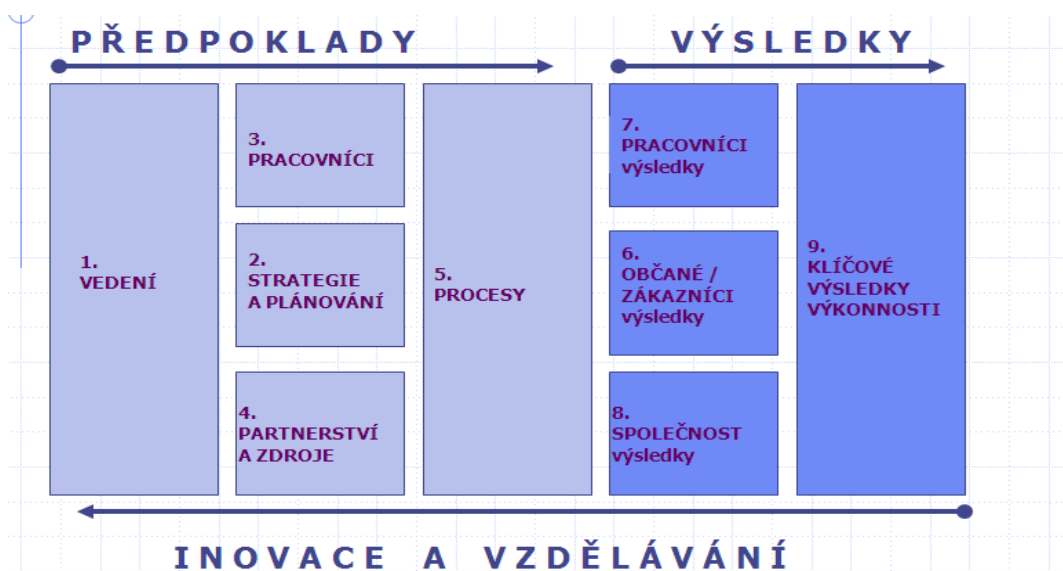 PŘEDPOKLADY
VÝSLEDKY
1.
VEDENÍ
3.
PRACOVNÍCI
2.
STRATEGIE
A PLÁNOVÁNÍ
4.
PARTNERSTVÍ
A ZDROJE
5.
PROCESY
7.
PRACOVNÍCI
výsledky
6.
OBČANÉ /
ZÁKAZNÍCI
výsledky
8.
SPOLEČNOST
výsledky
9.
KLÍČOVÉ
VÝSLEDKY
VÝKONNOSTI
INOVACE A VZDĚLÁVÁNÍ